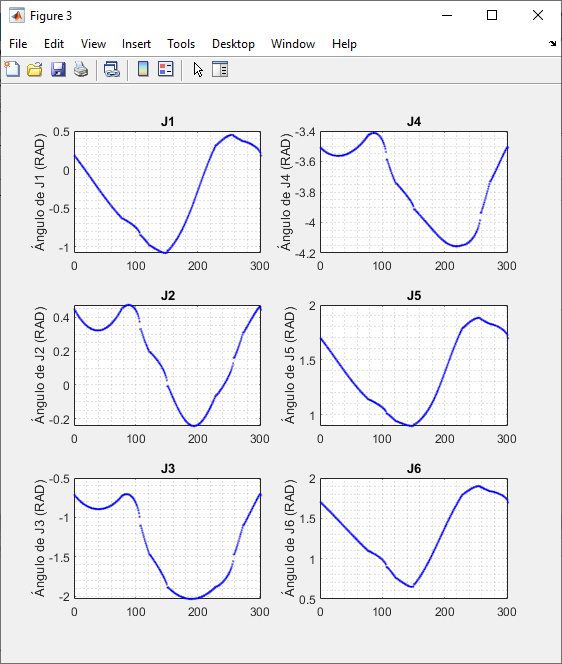 Figure 3
File Edit View Insert Tools Desktop Window Help
J1
Ángulo de J1 (RAD)
0.5
0
-0.5
-1
0 100 200 300
J4
Ángulo de J4 (RAD)
-3.4
-3.6
-3.8
-4
-4.2
0 100 200 300
J2
Ángulo de J2 (RAD)
0.4
0.2
0
-0.2
0 100 200 300
J5
Ángulo de J5 (RAD)
2
1.5
1
0 100 200 300
J3
Ángulo de J3 (RAD)
-0.5
-1
-1.5
-2
0 100 200 300
J6
Ángulo de J6 (RAD)
2
1.5
1
0.5
0 100 200 300